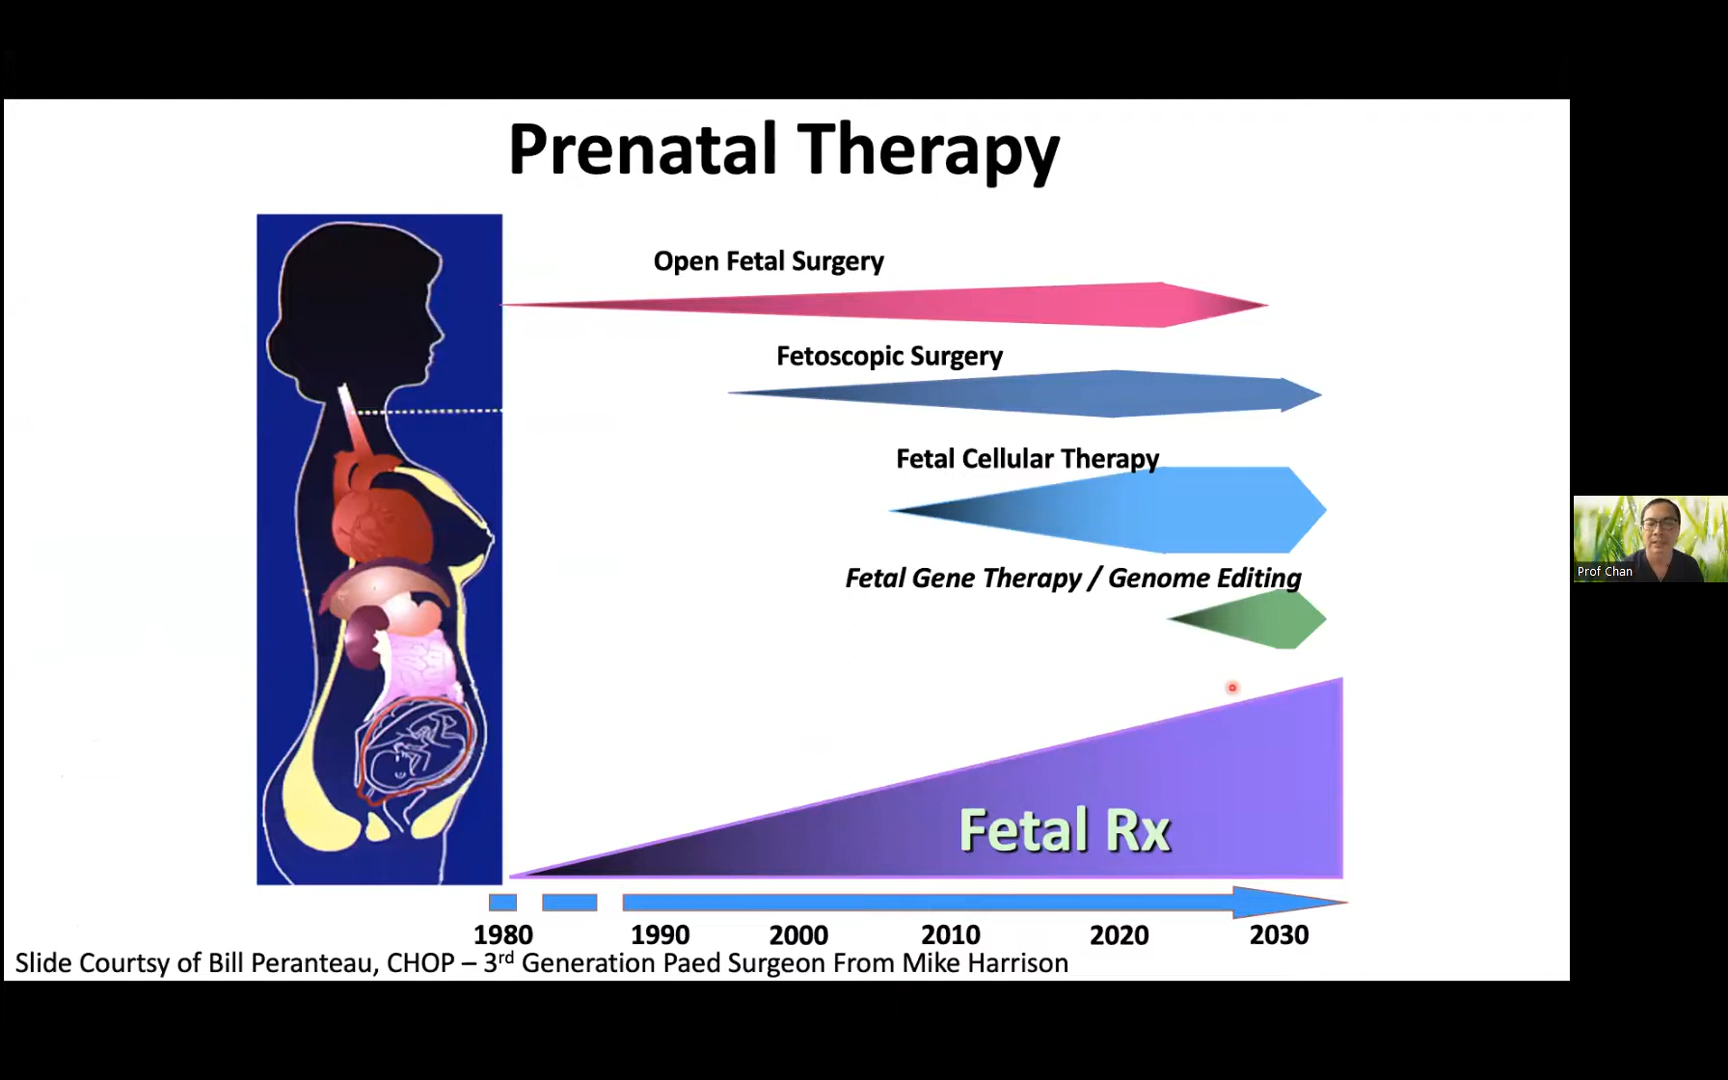 Prenatal Therapy
Open Fetal Surgery
Fetoscopic Surgery
Fetal Cellular Therapy
Fetal Gene Therapy / Genome Editing
Fetal Rx
1980 1990 2000 2010 2020 2030
Slide Courtsy of Bill Peranteau, CHOP – 3rd Generation Paed Surgeon From Mike Harrison
Prof Chan